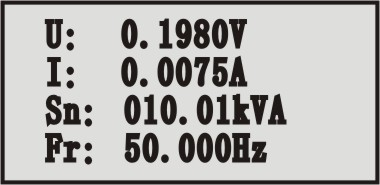 U: 0.1980V
I: 0.0075A
Sn: 010.01kVA
Fr: 50.000Hz